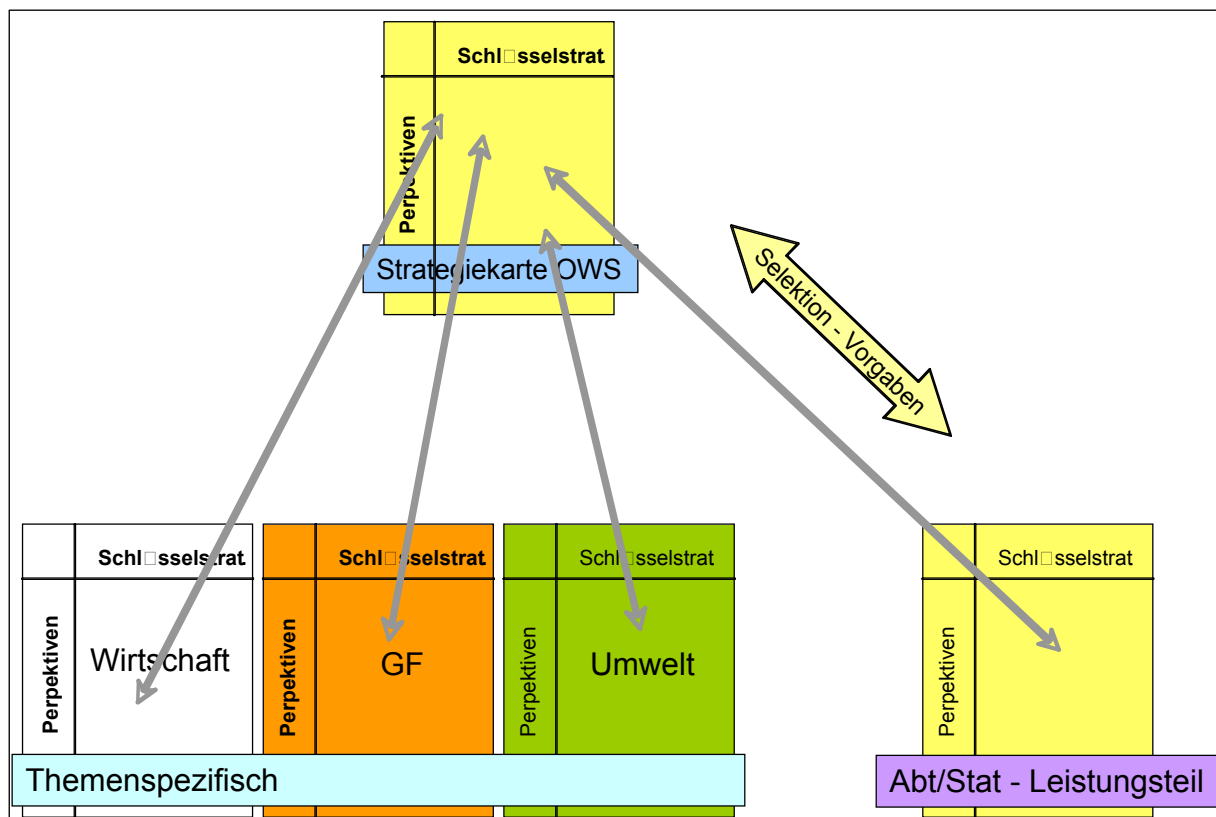 Schl□sselstrat.
Perpektiven
Strategiekarte OWS
Selektion - Vorgaben
Schl□sselstrat.
Perpektiven
Wirtschaft
Schl□sselstrat.
Perpektiven
GF
Schl□sselstrat
Perpektiven
Umwelt
Schl□sselstrat
Perpektiven
Themenspezifisch
Abt/Stat - Leistungsteil